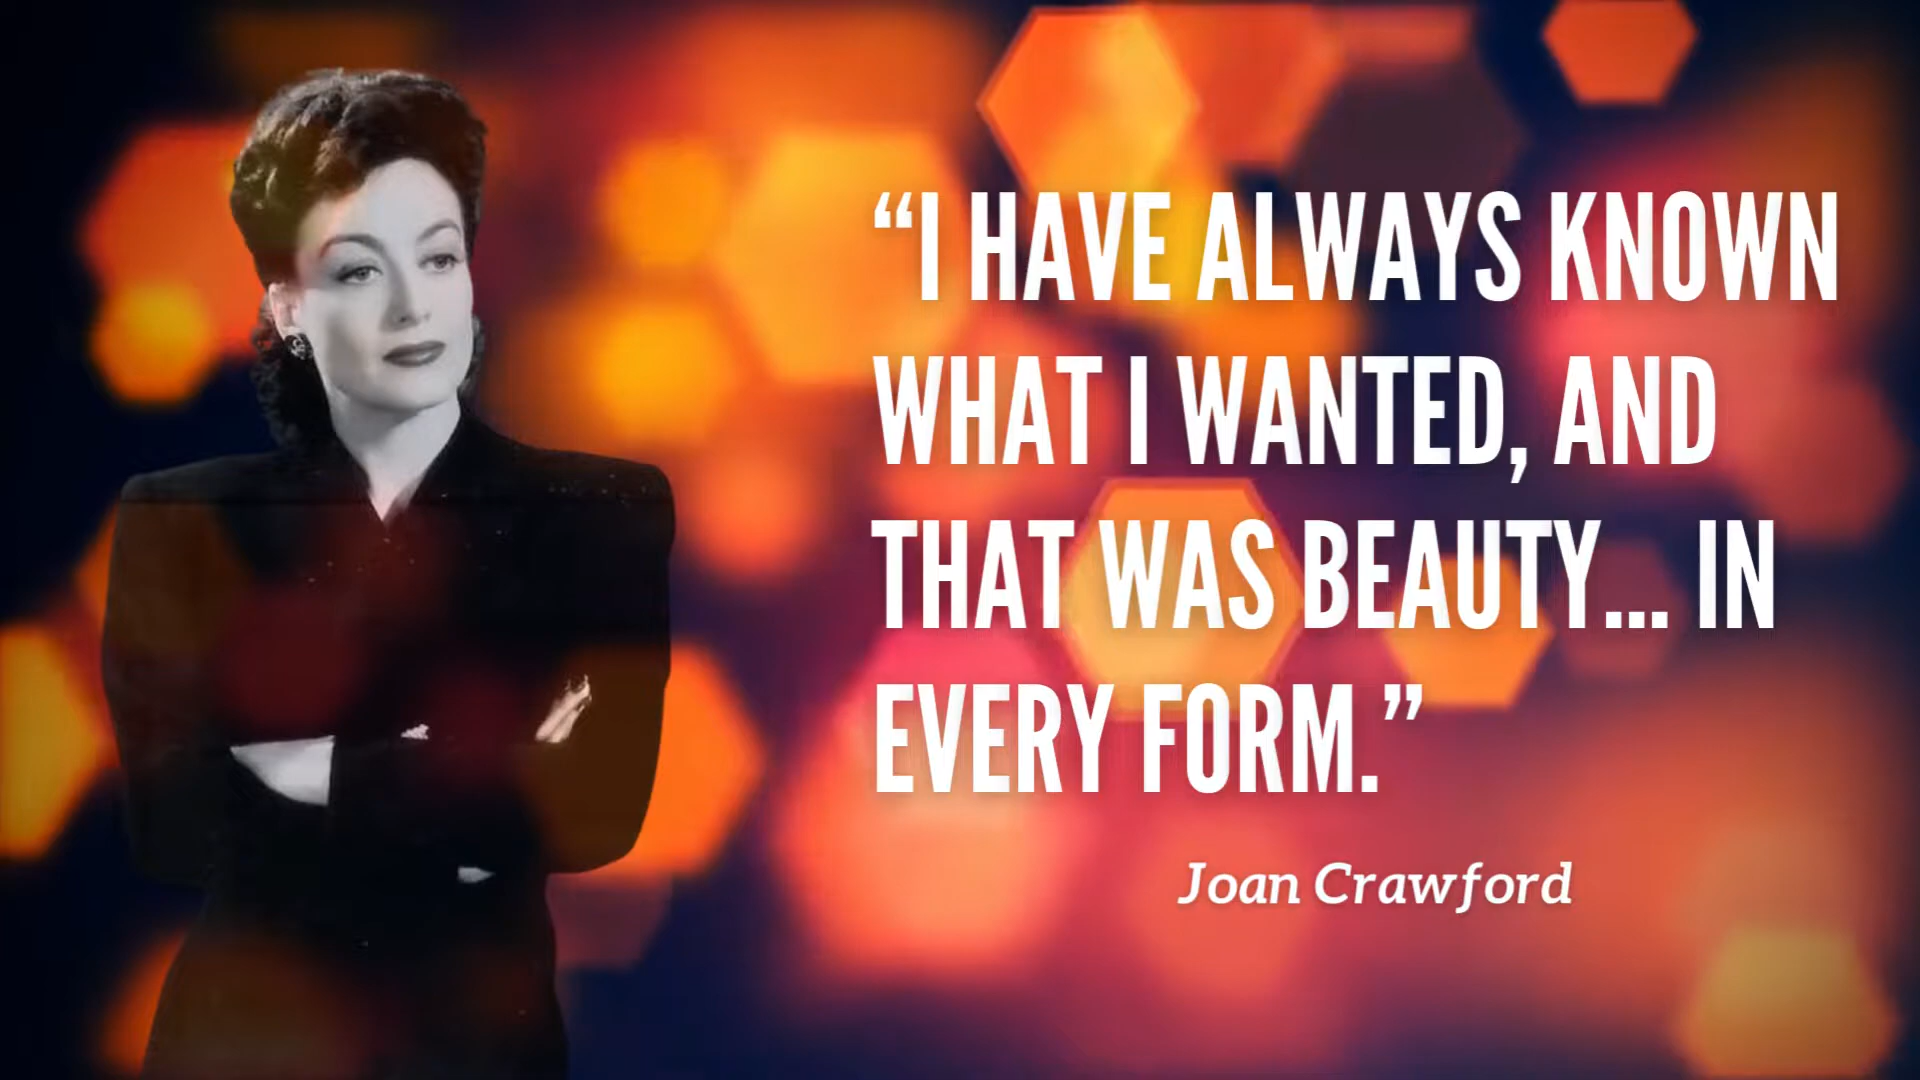 “I HAVE ALWAYS KNOWN
WHAT I WANTED, AND
THAT WAS BEAUTY... IN
EVERY FORM.”
Joan Crawford